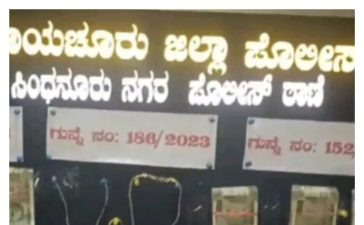 ರಾಯಚೂರು ಜಿಲ್ಲಾ ಪೊಲೀಸ
ಸಿಂಧನೂರು ನಗರ ಪೊಲೀಸ್ ಠಾಣೆ
ಗುನ್ನೆ ನಂ: 186/2023
ಗುನ್ನೆ ನಂ: 152